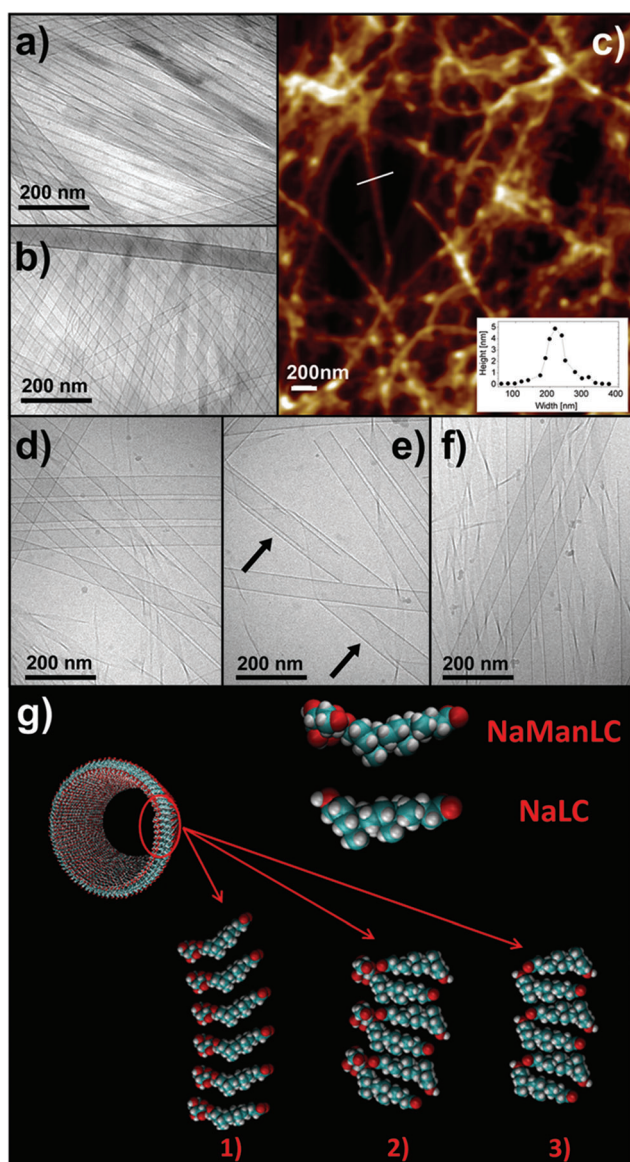 a)
200 nm
b)
200 nm
c)
200nm
Height [nm]
5
4
3
2
1
0
100 200 300 400
Width [nm]
d)
200 nm
e)
200 nm
f)
200 nm
g)
NaManLC
NaLC
1)
2)
3)